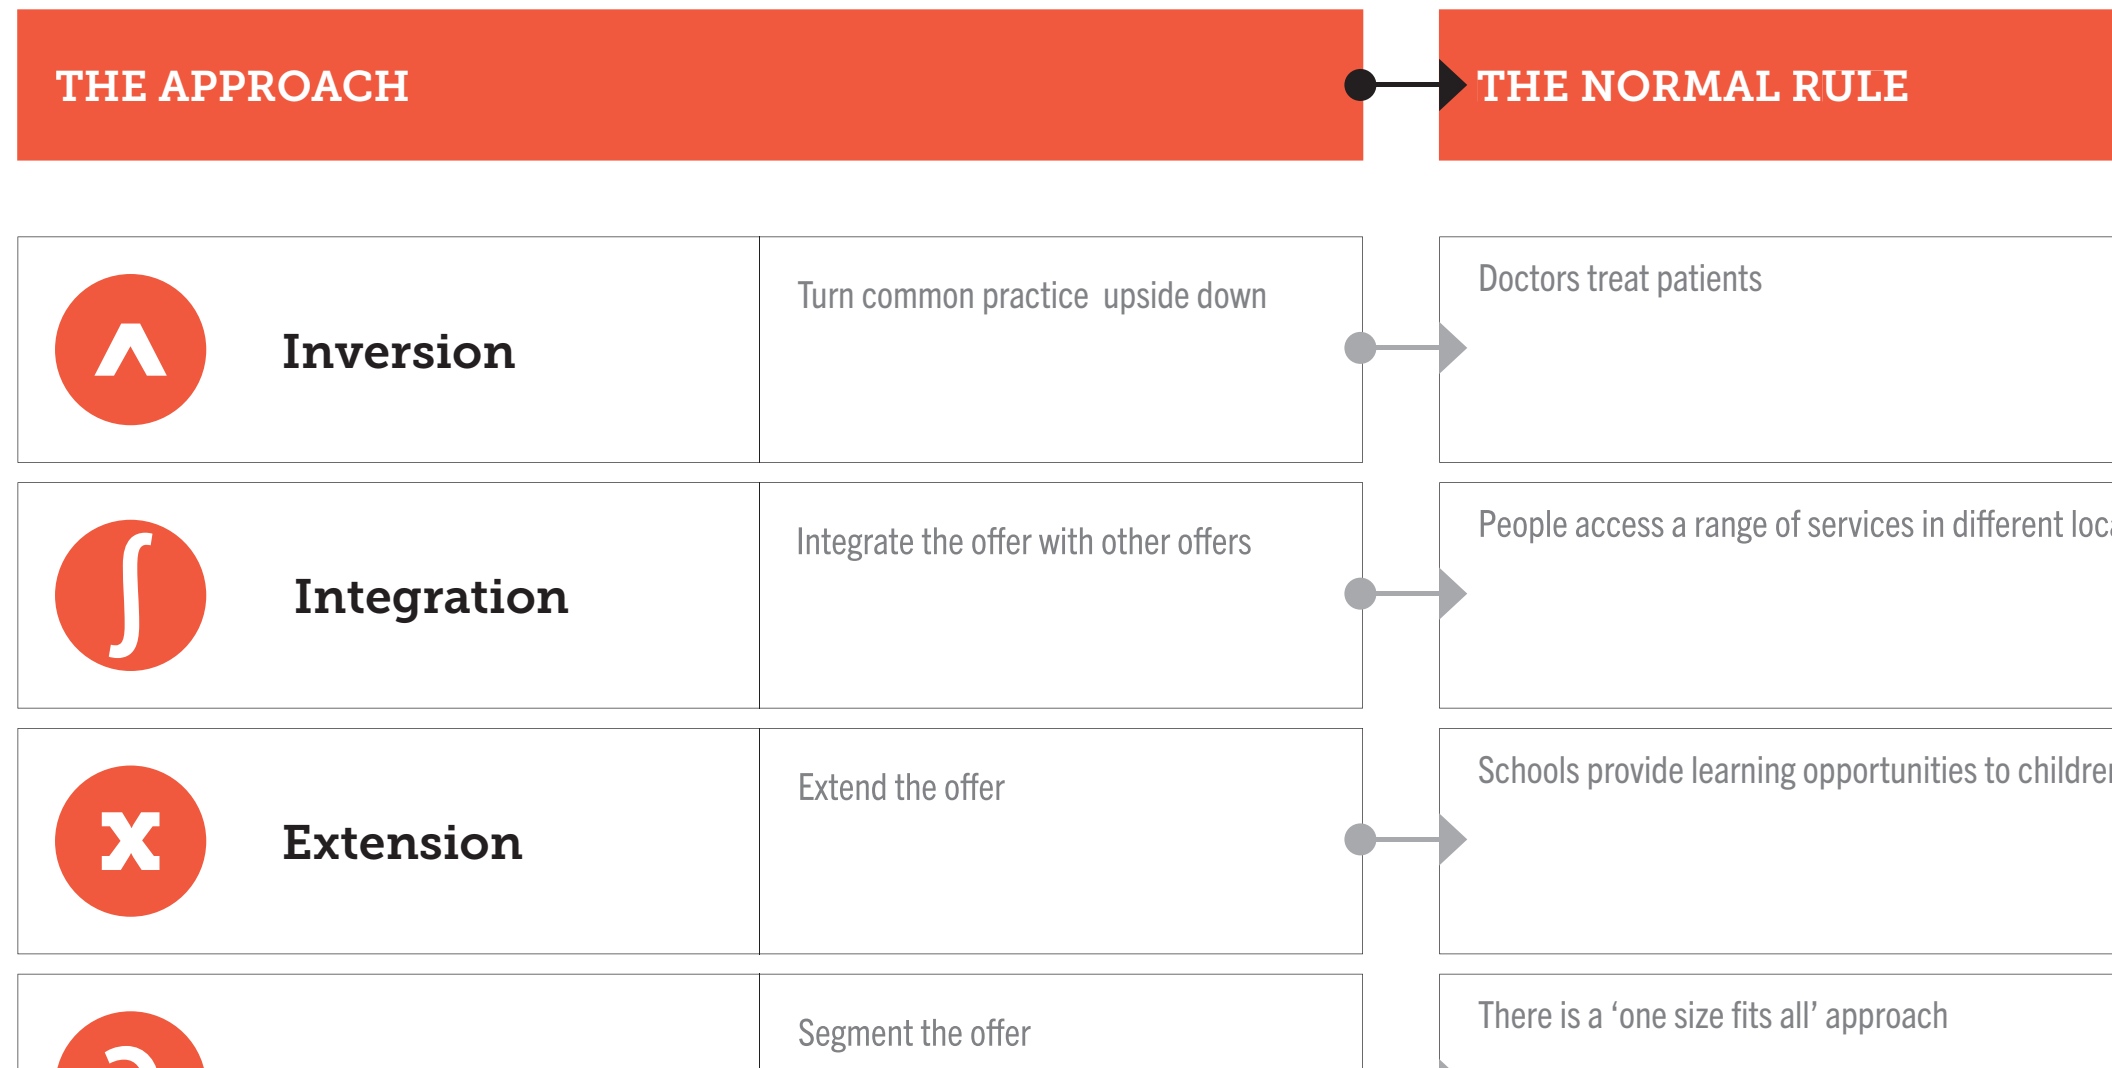 THE APPROACH
THE NORMAL RULE
Inversion
Turn common practice  upside down
Doctors treat patients
Integration
Integrate the offer with other offers
People access a range of services in different
Extension
Extend the offer
Schools provide learning opportunities to
Segment the offer
There is a ‘one size fits all’ approach